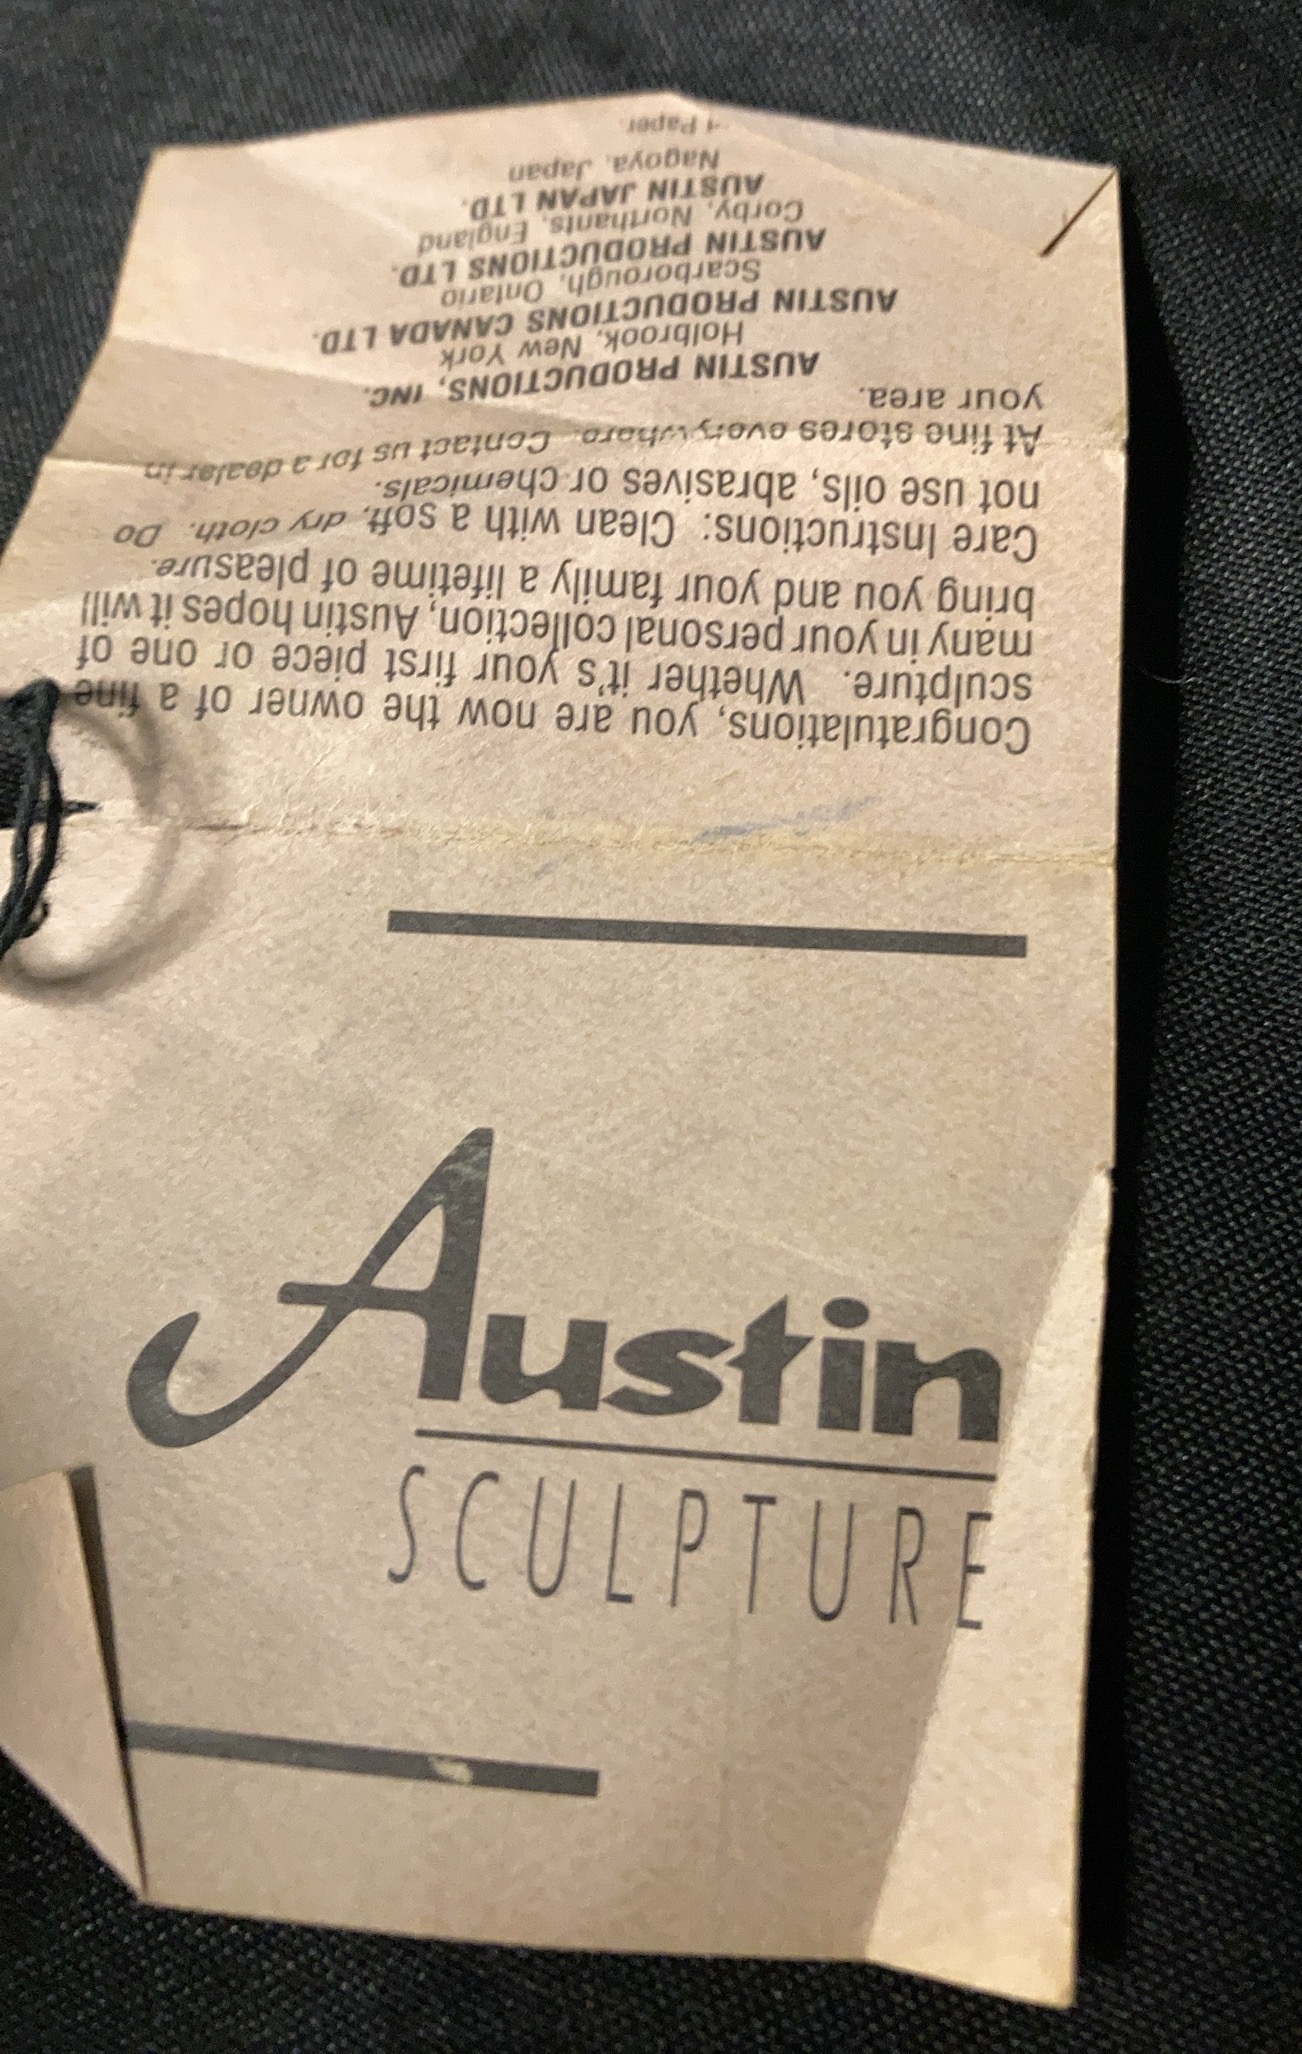 Austin
SCULPTURE
Congratulations, you are now the owner of a fine
sculpture. Whether it's your first piece or one of
many in your personal collection, Austin hopes it will
bring you and your family a lifetime of pleasure.
Care Instructions: Clean with a soft, dry cloth. Do
not use oils, abrasives or chemicals.
At fine stores everywhere. Contact us for a dealer in
your area.
AUSTIN PRODUCTIONS, INC.
Holbrook, New York
AUSTIN PRODUCTIONS CANADA LTD.
Scarborough, Ontario
AUSTIN PRODUCTIONS LTD.
Corby, Northants, England
AUSTIN JAPAN LTD.
Nagoya, Japan
Paper.